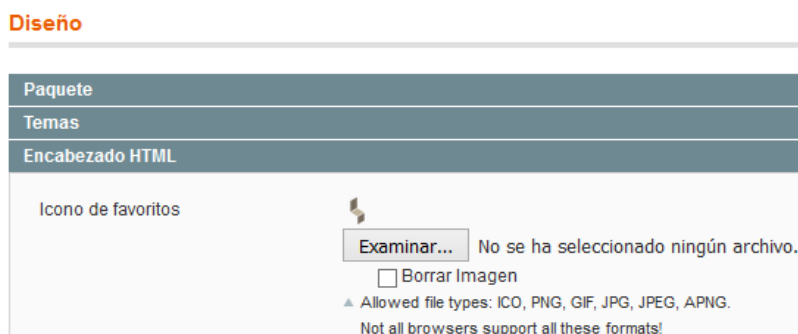 Diseño
Paquete
Temas
Encabezado HTML
Icono de favoritos
Examinar... No se ha seleccionado ningún archivo.
Borrar Imagen
Allowed file types: ICO, PNG, GIF, JPG, JPEG, APNG.
Not all browsers support all these formats!